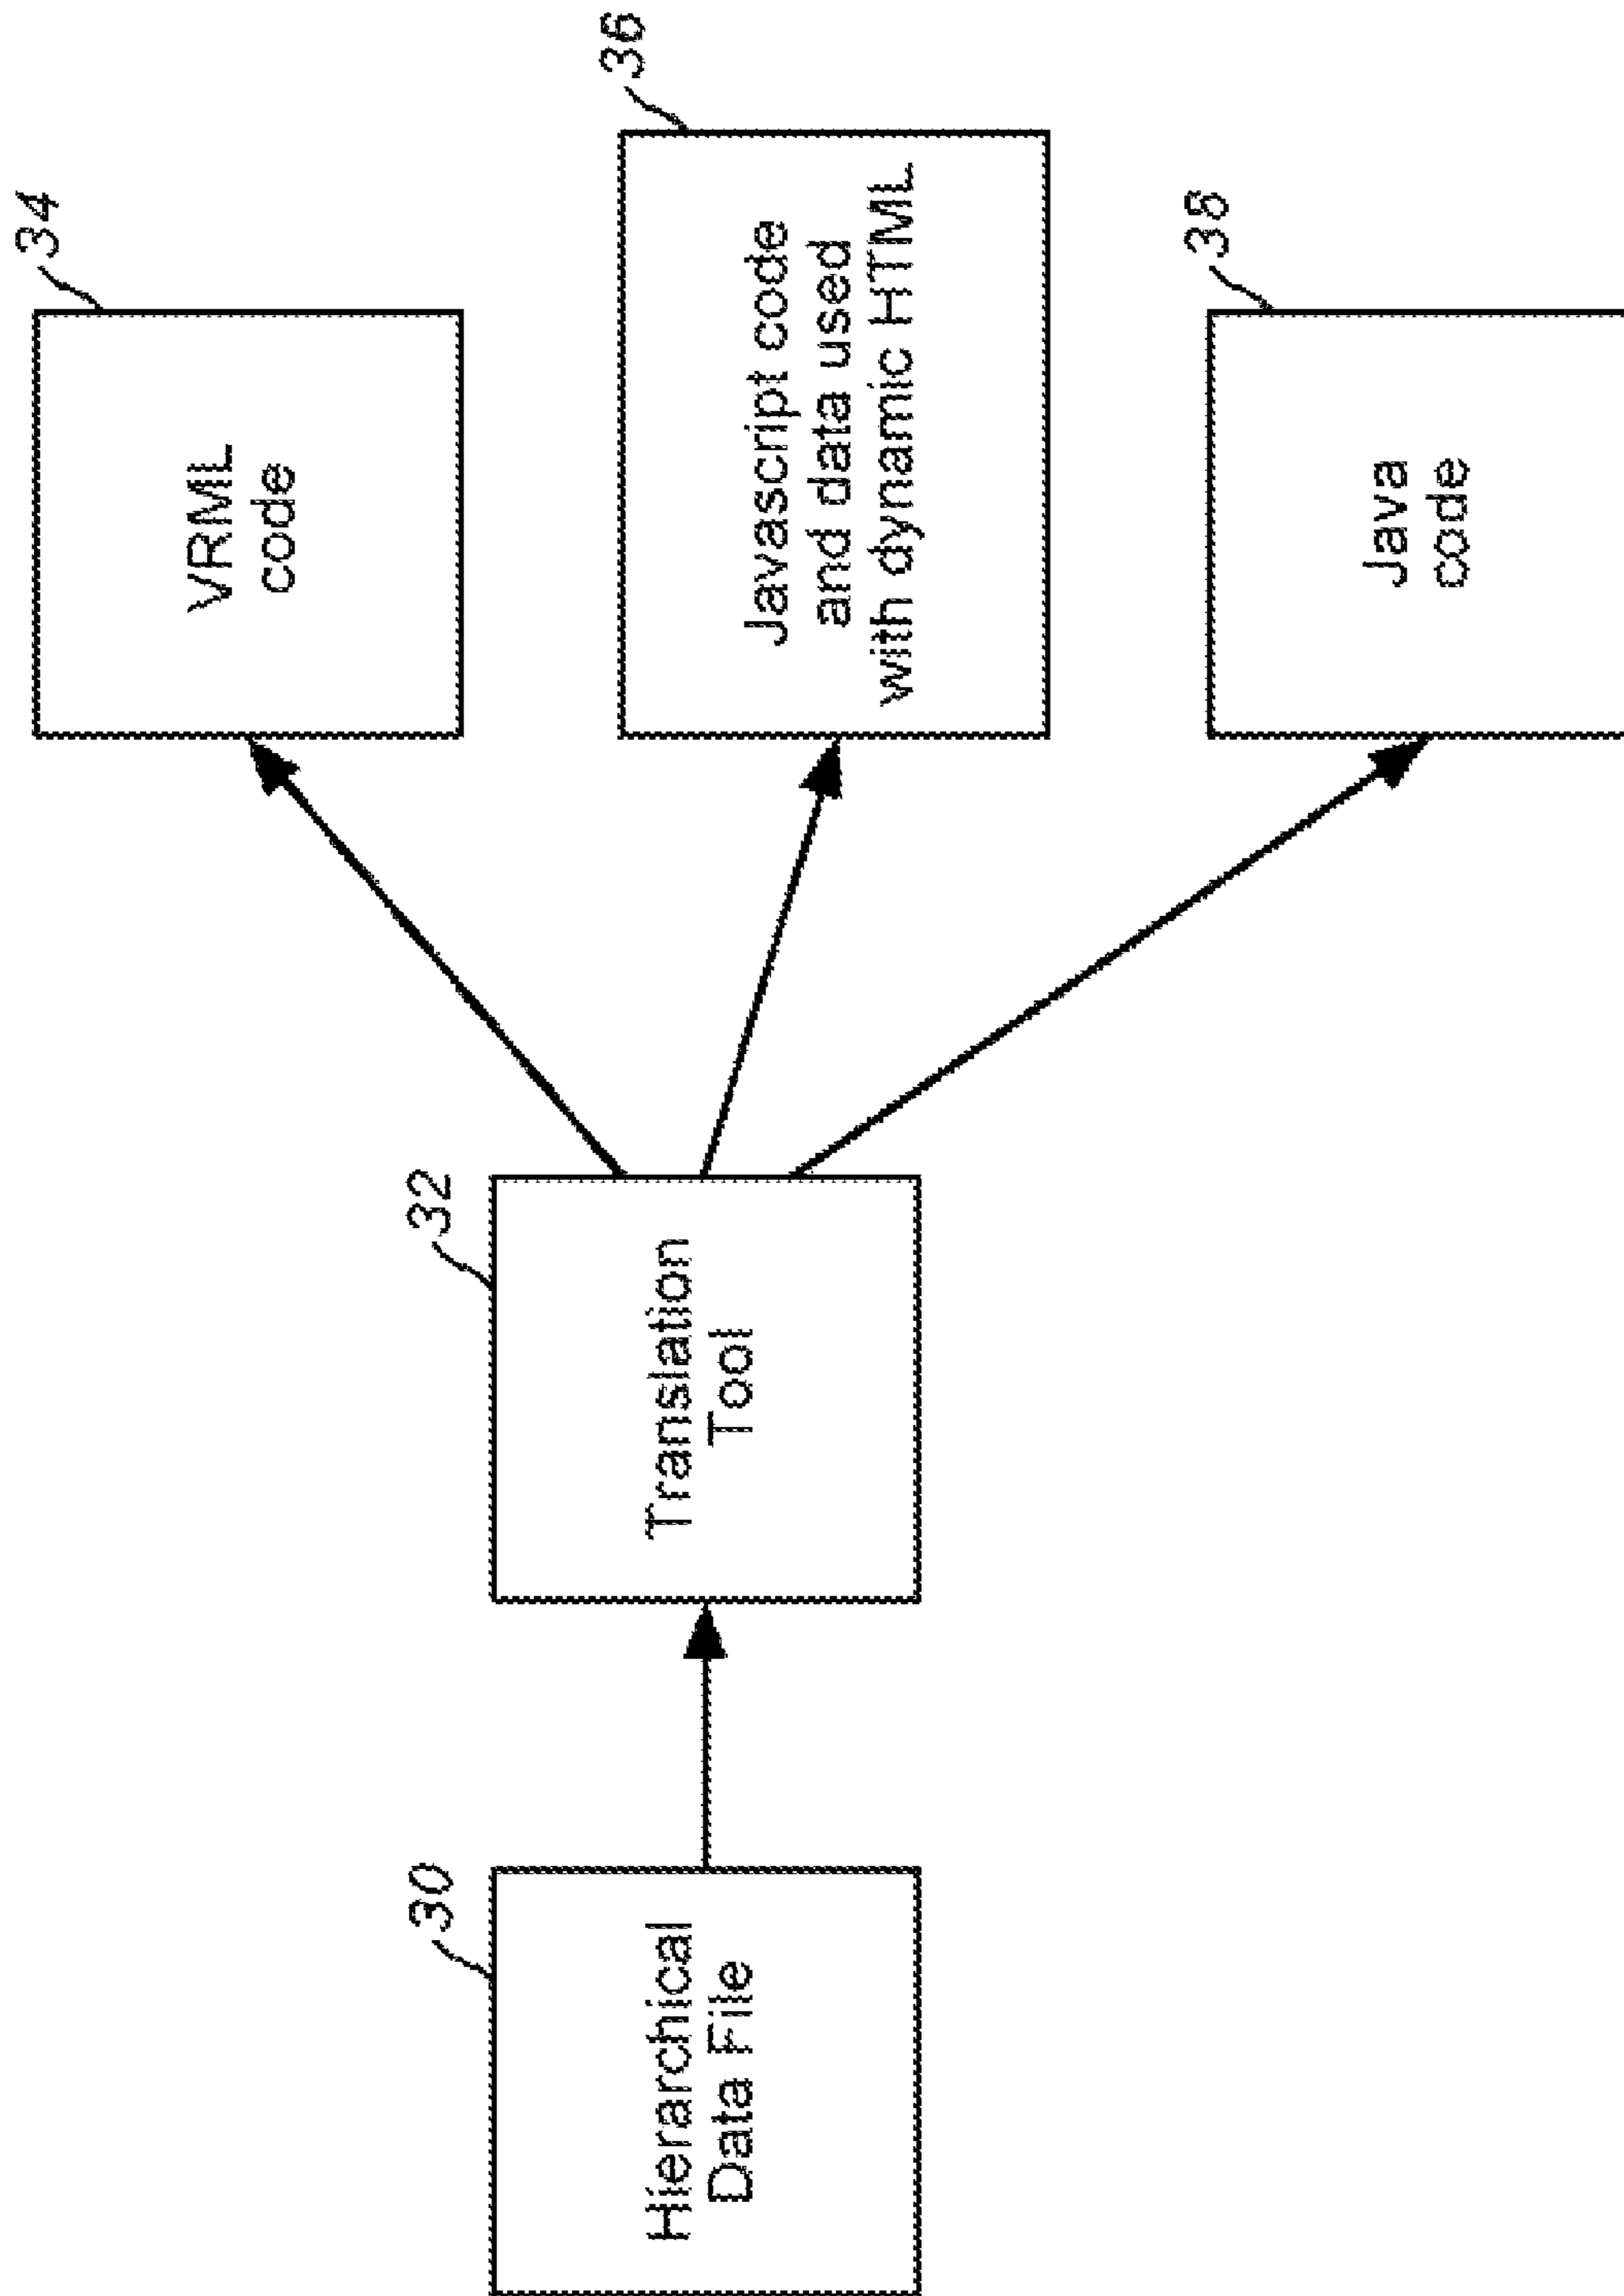 30
Hierarchical
Data File
32
Translation
Tool
34
VRML
code
36
Javascript code
and data used
with dynamic HTML
38
Java
code